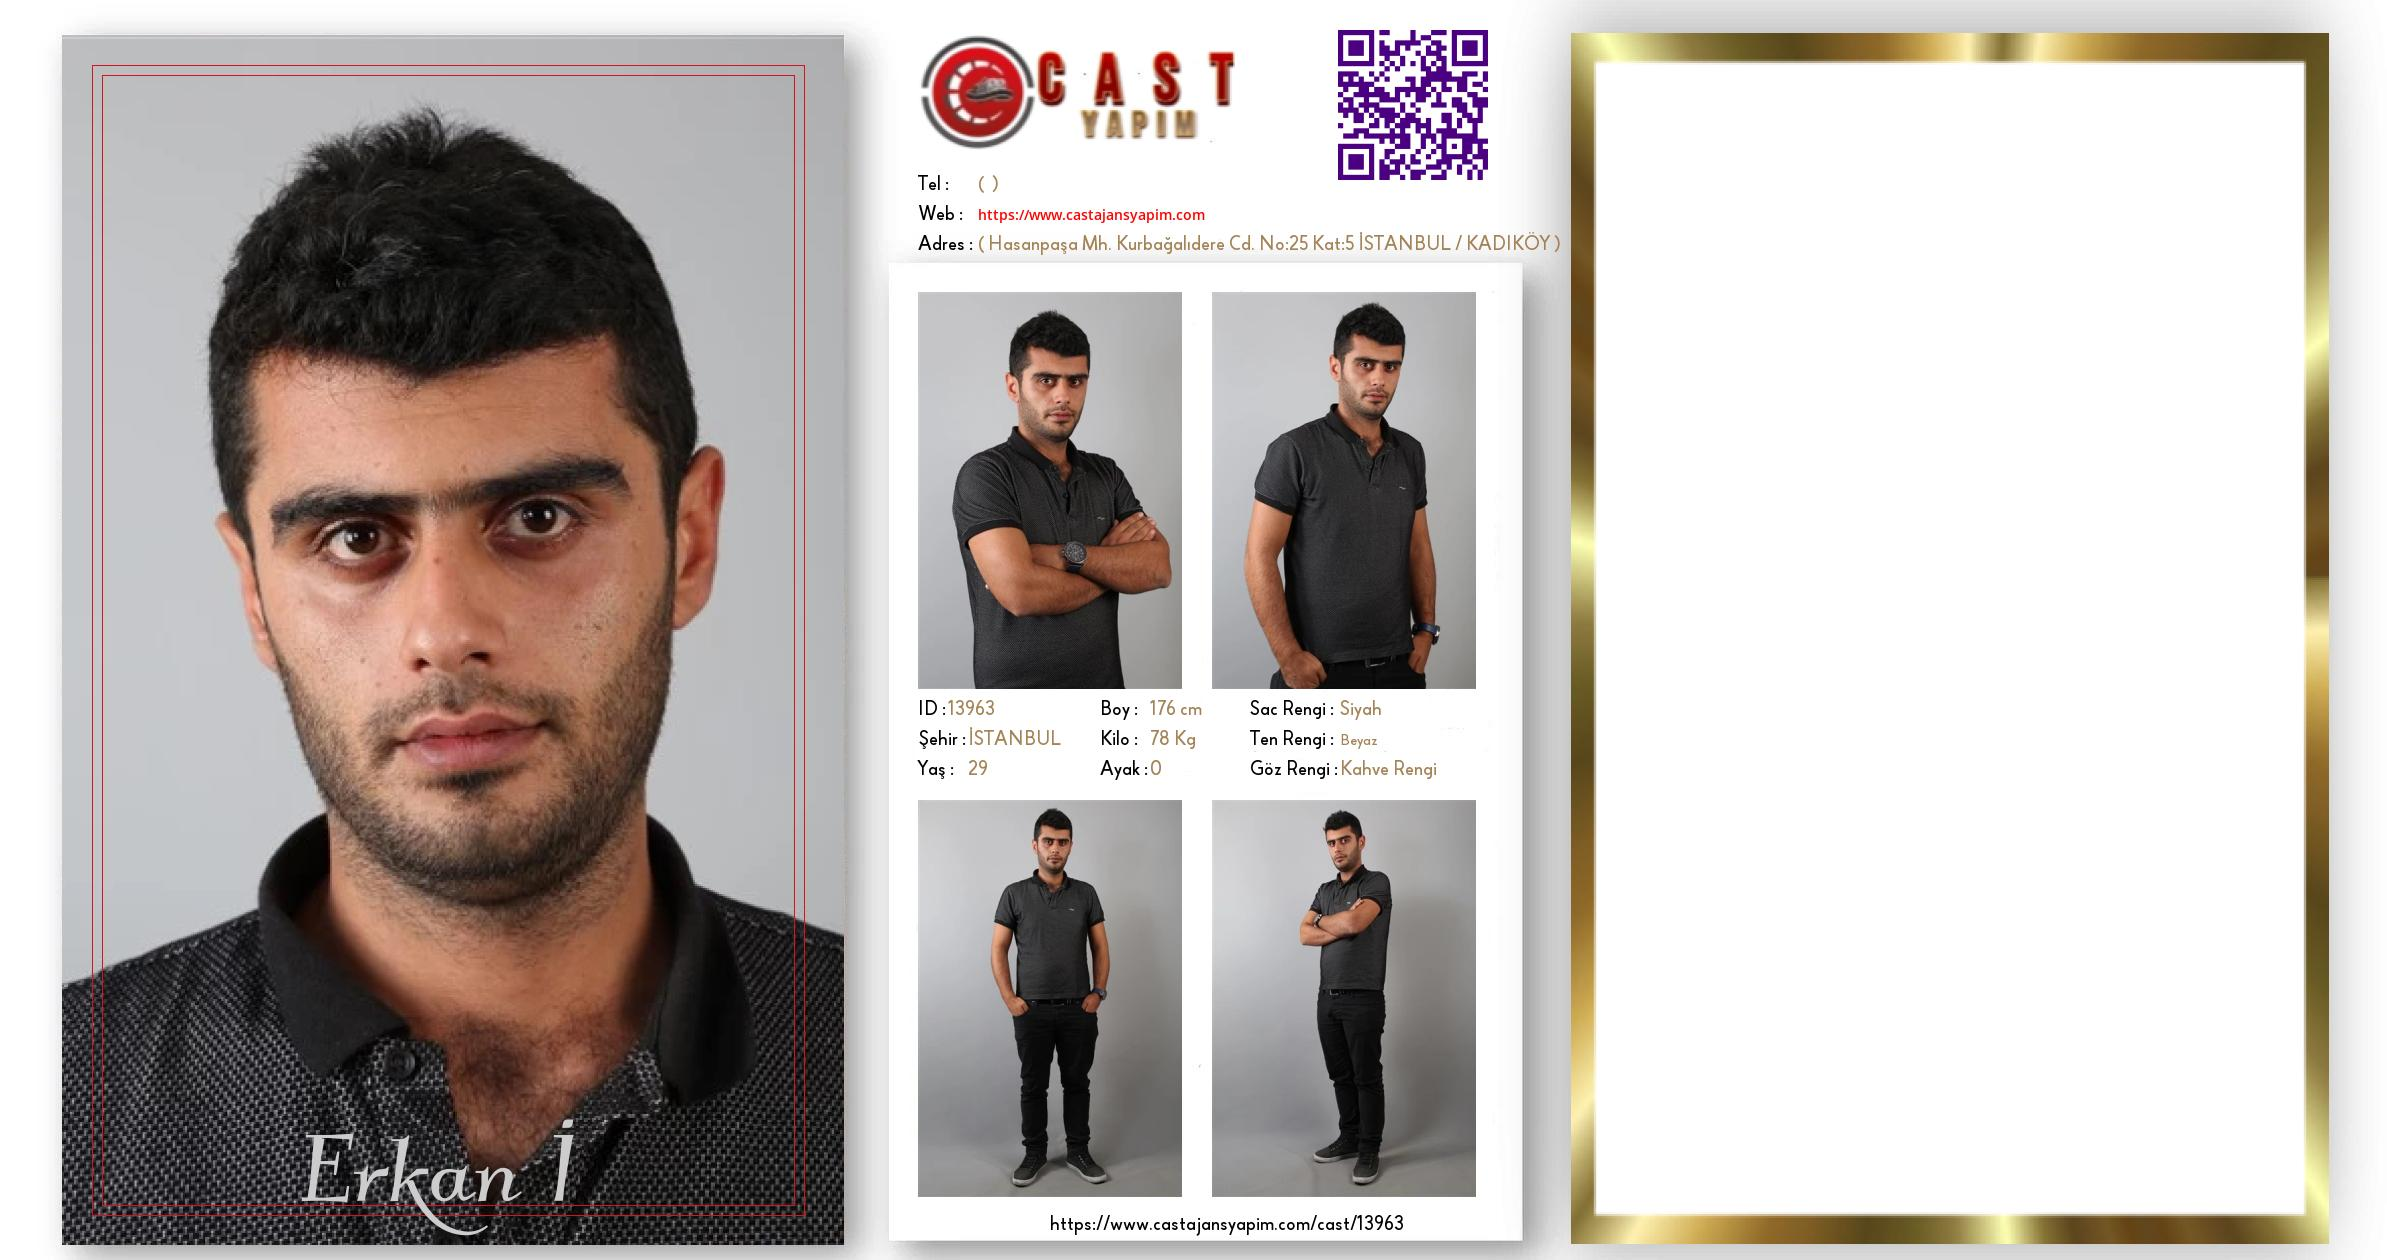 Erkan İ
CAST
YAPIM
Tel : ( )
Web : https://www.castajansyapim.com
Adres : ( Hasanpaşa Mh. Kurbağalıdere Cd. No:25 Kat:5 İSTANBUL / KADIKÖY )
ID : 13963 Boy : 176 cm Sac Rengi : Siyah
Şehir : İSTANBUL Kilo : 78 Kg Ten Rengi : Beyaz
Yaş : 29 Ayak : 0 Göz Rengi : Kahve Rengi
https://www.castajansyapim.com/cast/13963